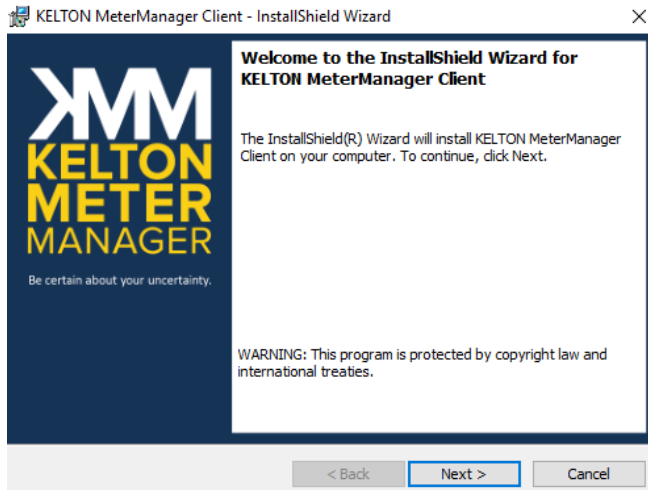 KELTON MeterManager Client - InstallShield Wizard
KMM
KELTON
METER
MANAGER
Be certain about your uncertainty.
Welcome to the InstallShield Wizard for
KELTON MeterManager Client
The InstallShield(R) Wizard will install KELTON MeterManager
Client on your computer. To continue, click Next.
WARNING: This program is protected by copyright law and
international treaties.
< Back
Next >
Cancel